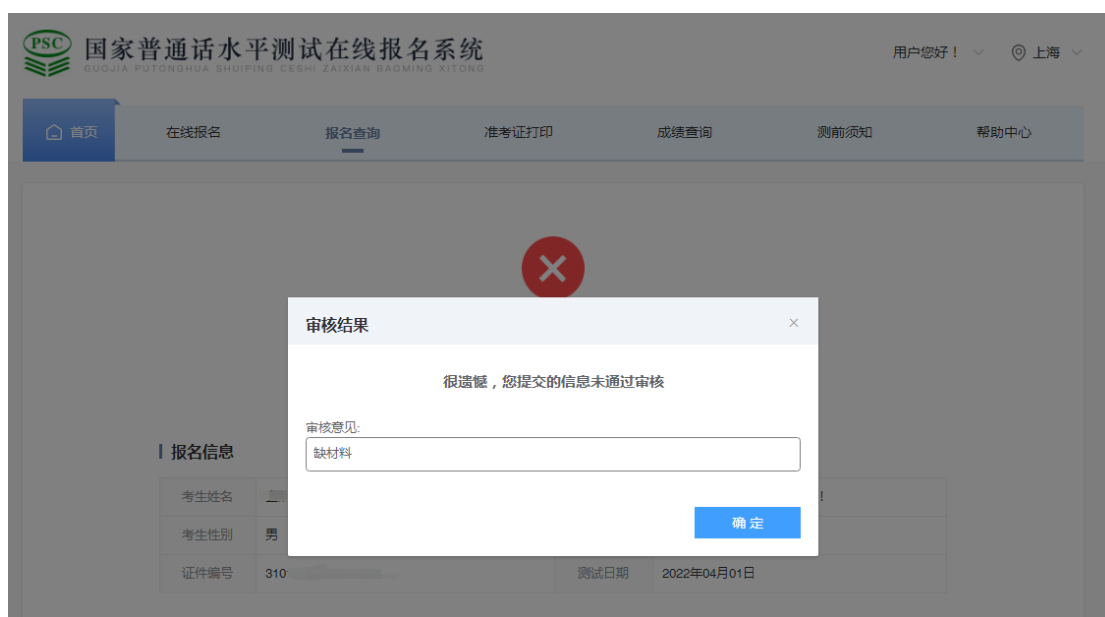 PSC 国家普通话水平测试在线报名系统
GUOJIA PUTONGHUA SHUIPING CESHI ZAIXIAN BAOMING XITONG
用户您好！ 上海
首页 在线报名 报名查询 准考证打印 成绩查询 测前须知 帮助中心
审核结果
很遗憾，您提交的信息未通过审核
审核意见:
缺材料
确 定
报名信息
考生姓名
考生性别 男
证件编号 310 测试日期 2022年04月01日